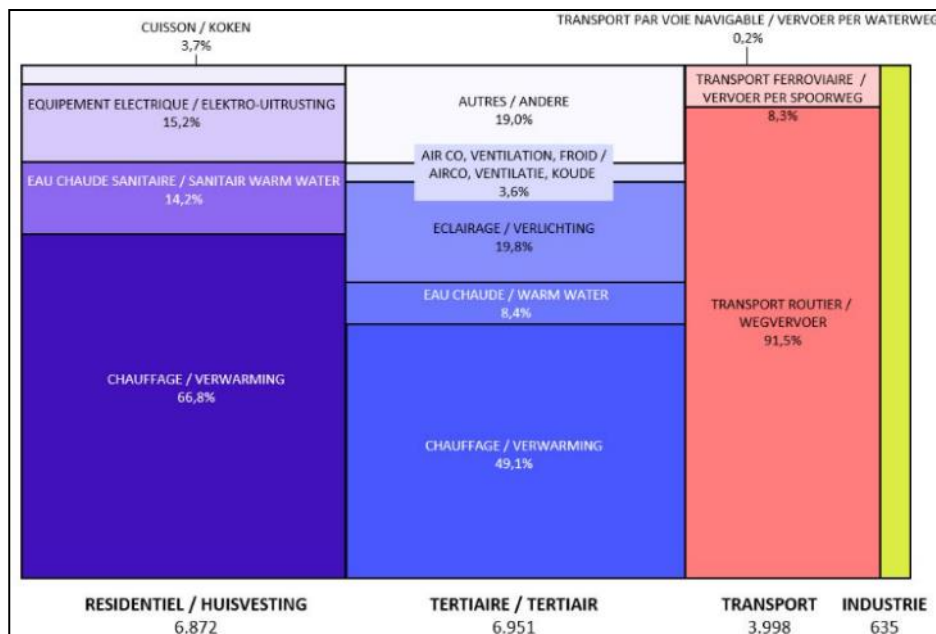 CUISSON / KOKEN
3,7%
TRANSPORT PAR VOIE NAVIGABLE / VERVOER PER WATERWEG
0,2%
EQUIPEMENT ELECTRIQUE / ELEKTRO-UITRUSTING
15,2%
AUTRES / ANDERE
19,0%
TRANSPORT FERROVIAIRE /
VERVOER PER SPOORWEG
8,3%
EAU CHAUDE SANITAIRE / SANITAIR WARM WATER
14,2%
AIR CO, VENTILATION, FROID /
AIRCO, VENTILATIE, KOUDE
3,6%
ECLAIRAGE / VERLICHTING
19,8%
EAU CHAUDE / WARM WATER
8,4%
TRANSPORT ROUTIER /
WEGVERVOER
91,5%
CHAUFFAGE / VERWARMING
66,8%
CHAUFFAGE / VERWARMING
49,1%
RESIDENTIEL / HUISVESTING
6.872
TERTIAIRE / TERTIAIR
6.951
TRANSPORT
3.998
INDUSTRIE
635